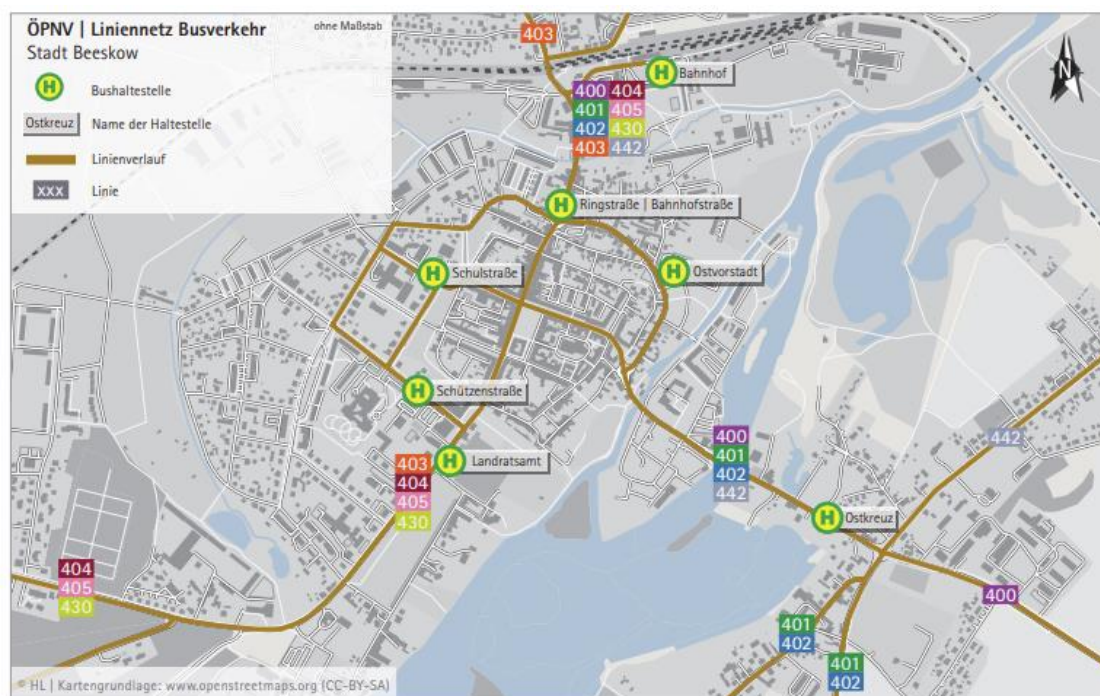 ÖPNV | Liniennetz Busverkehr
ohne Maßstab
Stadt Beeskow
H
Bushaltestelle
Ostkreuz
Name der Haltestelle
Linienverlauf
XXX
Linie
403
N
H Bahnhof
400 404
401 405
402 430
403 442
H Ringstraße | Bahnhofstraße
H Schulstraße
H Ostvorstadt
H Schützenstraße
H Landratsamt
403
404
405
430
400
401
402
442
442
H Ostkreuz
404
405
430
400
401
402
401
402
© HL | Kartengrundlage: www.openstreetmaps.org (CC-BY-SA)